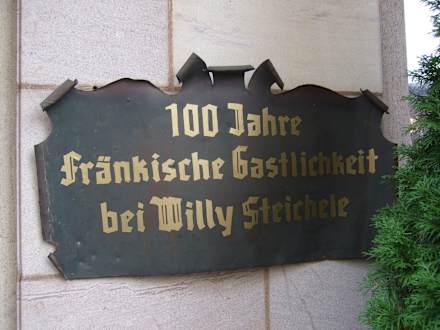 100 Jahre
Fränkische Gastlichkeit
bei Willy Steichele